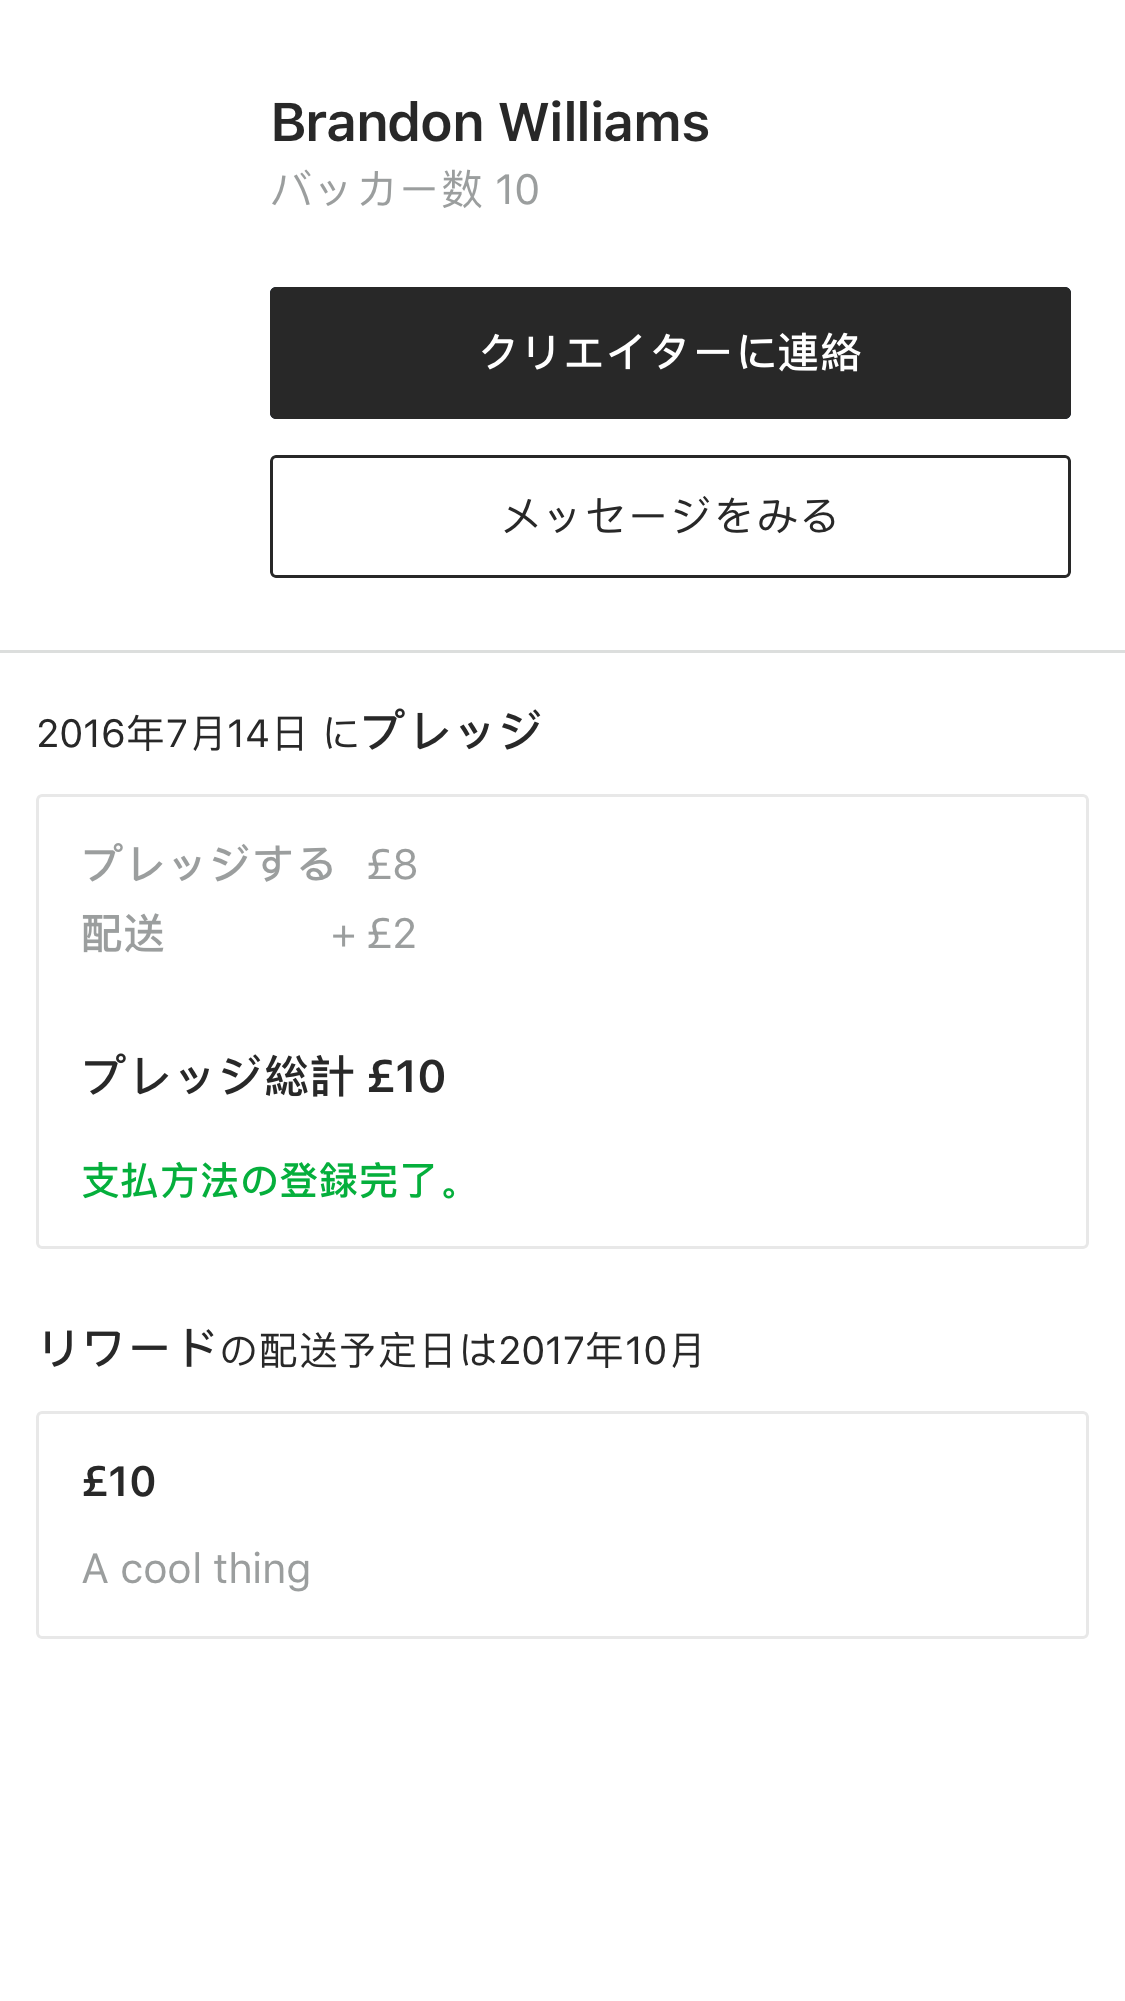 Brandon Williams
バッカー数 10
クリエイターに連絡
メッセージをみる
2016年7月14日 にプレッジ
プレッジする £8
配送 + £2
プレッジ総計 £10
支払方法の登録完了。
リワードの配送予定日は2017年10月
£10
A cool thing